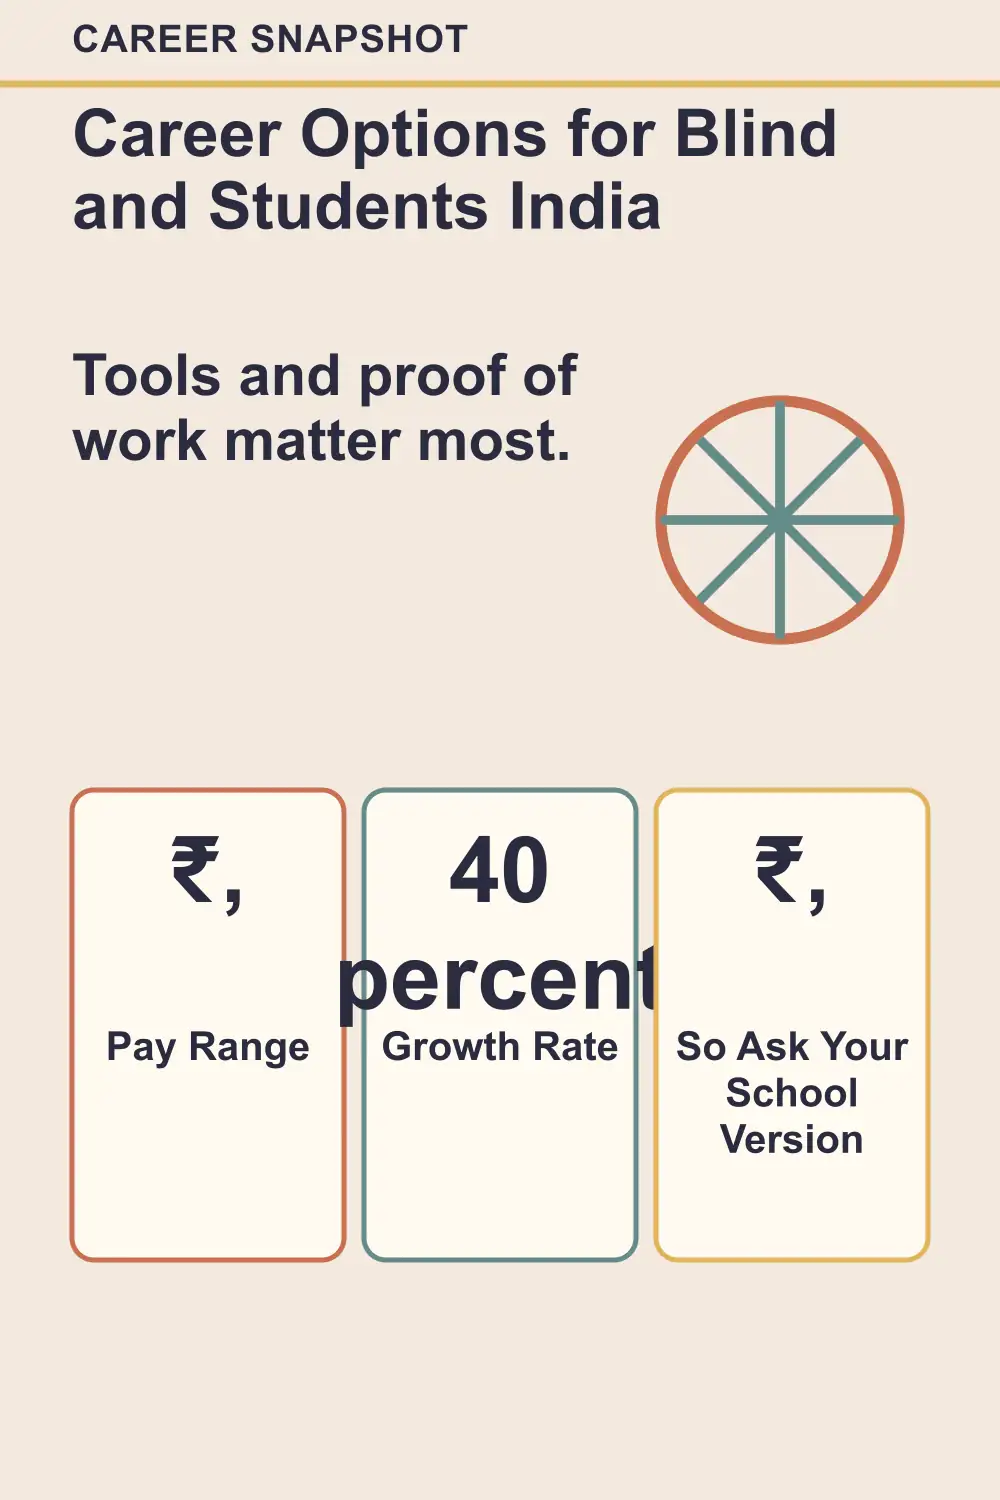 CAREER SNAPSHOT
Career Options for Blind
and Students India
Tools and proof of
work matter most.
₹,
Pay Range
40
percent
Growth Rate
₹,
So Ask Your
School
Version